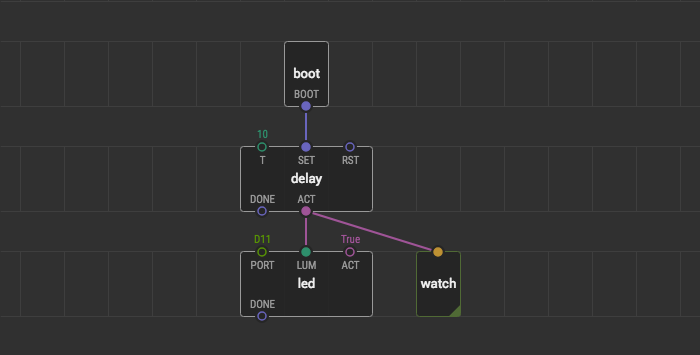 boot
BOOT
10
T SET RST
delay
DONE ACT
D11 True
PORT LUM ACT
led watch
DONE